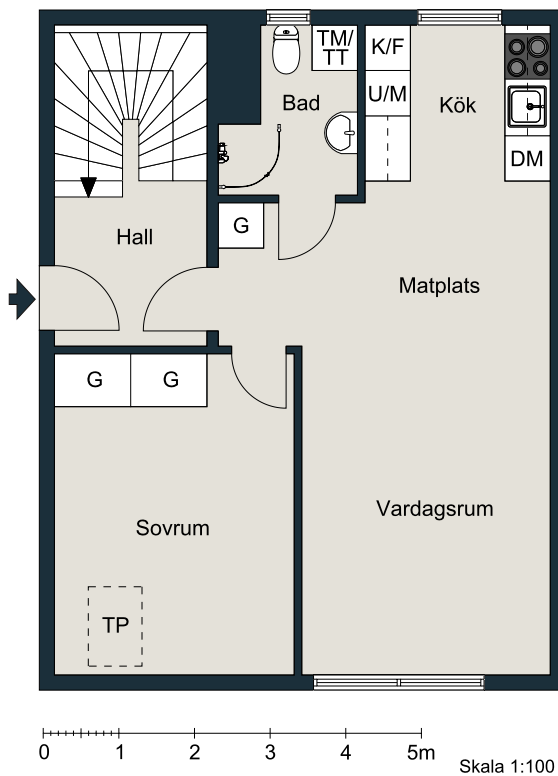 TM/
TT
K/F
Bad
U/M
Kök
DM
G
Hall
Matplats
G
G
Vardagsrum
Sovrum
TP
0 1 2 3 4 5m
Skala 1:100